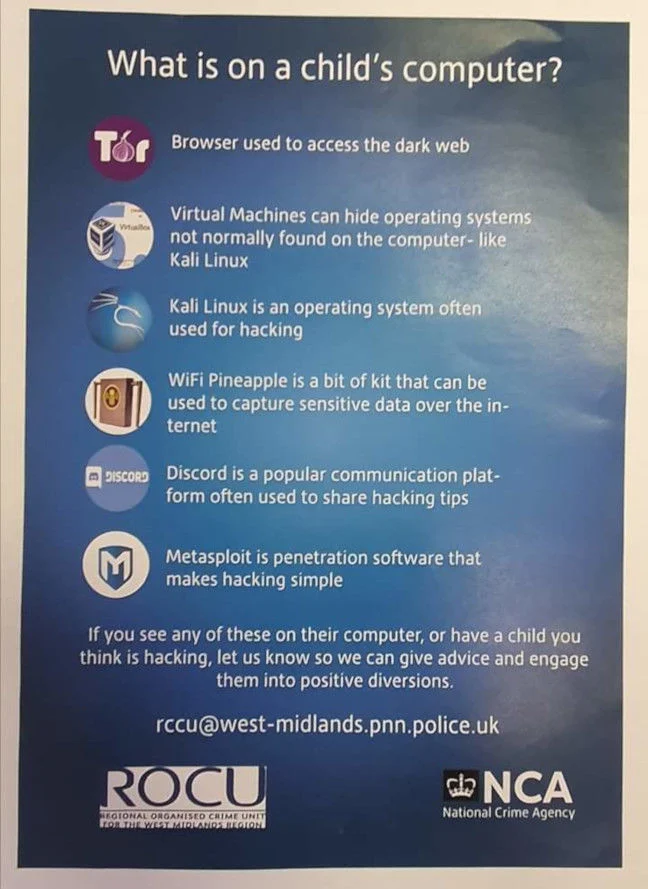 What is on a child's computer?
Tor
Browser used to access the dark web
VirtualBox
Virtual Machines can hide operating systems
not normally found on the computer- like
Kali Linux
Kali Linux is an operating system often
used for hacking
WiFi Pineapple is a bit of kit that can be
used to capture sensitive data over the in-
ternet
DISCORD
Discord is a popular communication plat-
form often used to share hacking tips
M
Metasploit is penetration software that
makes hacking simple
If you see any of these on their computer, or have a child you
think is hacking, let us know so we can give advice and engage
them into positive diversions.
rccu@west-midlands.pnn.police.uk
ROCU
REGIONAL ORGANISED CRIME UNIT
FOR THE WEST MIDLANDS REGION
NCA
National Crime Agency